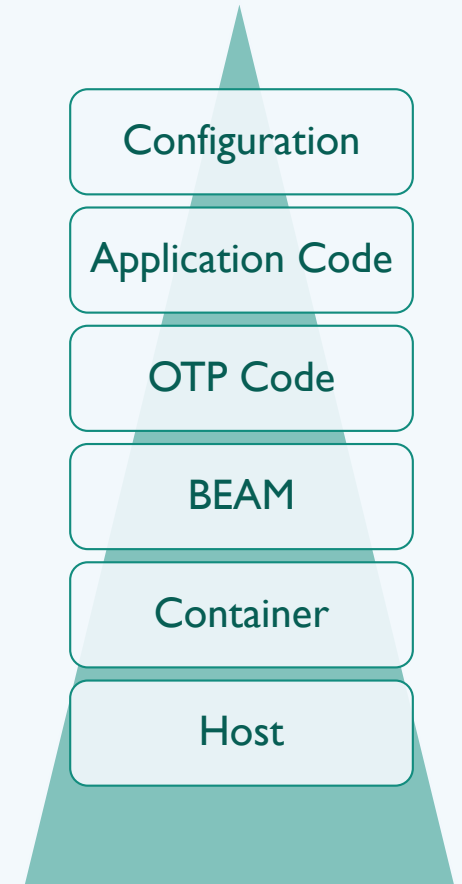 Configuration
Application Code
OTP Code
BEAM
Container
Host